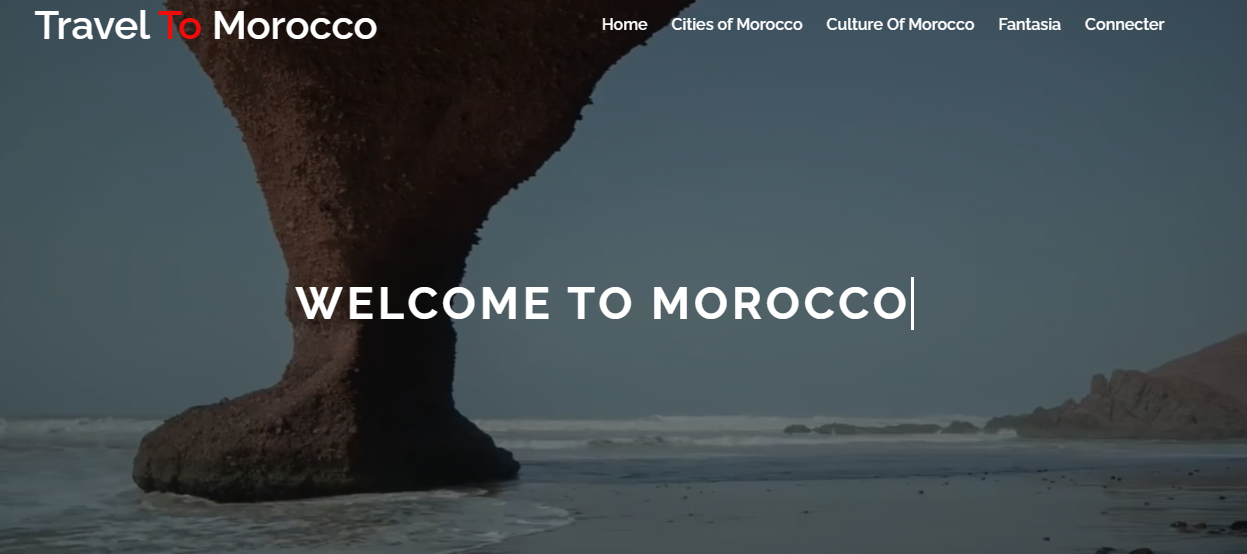 Travel To Morocco
Home Cities of Morocco Culture Of Morocco Fantasia Connecter
WELCOME TO MOROCCO